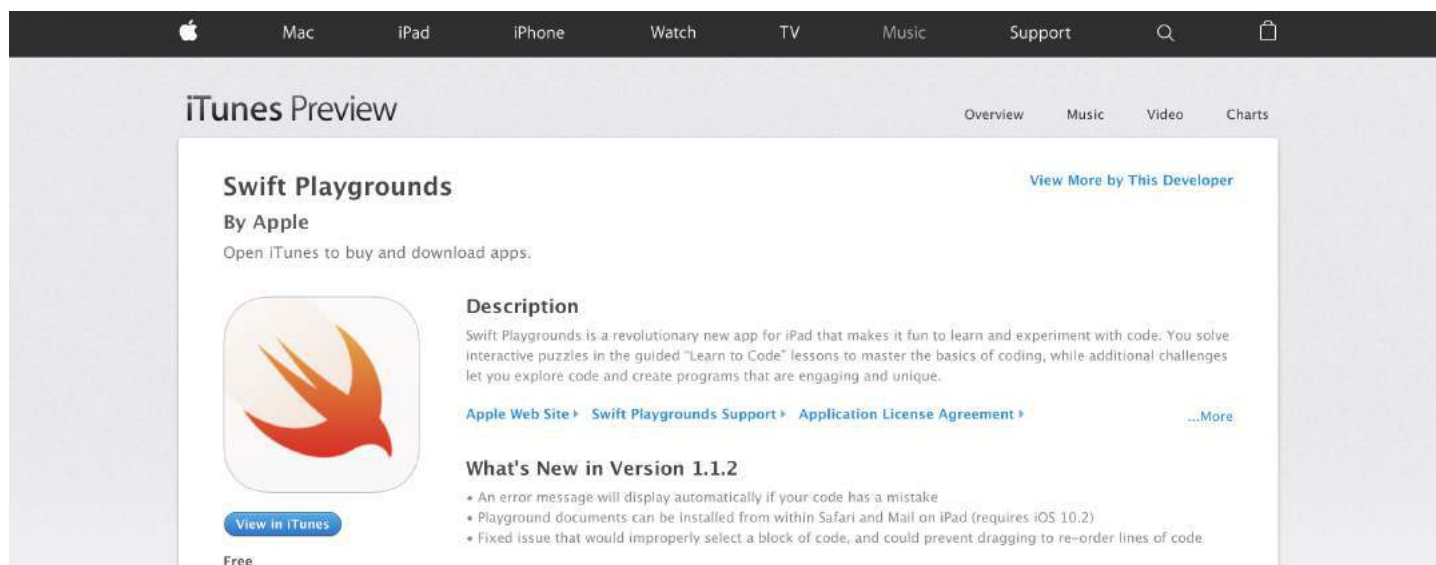 Mac iPad iPhone Watch TV Music Support
iTunes Preview
Overview Music Video Charts
Swift Playgrounds
View More by This Developer
By Apple
Open iTunes to buy and download apps.
Description
Swift Playgrounds is a revolutionary new app for iPad that makes it fun to learn and experiment with code. You solve
interactive puzzles in the guided "Learn to Code" lessons to master the basics of coding, while additional challenges
let you explore code and create programs that are engaging and unique.
Apple Web Site Swift Playgrounds Support Application License Agreement ...More
What's New in Version 1.1.2
• An error message will display automatically if your code has a mistake
• Playground documents can be installed from within Safari and Mail on iPad (requires iOS 10.2)
• Fixed issue that would improperly select a block of code, and could prevent dragging to re-order lines of code
View in iTunes
Free